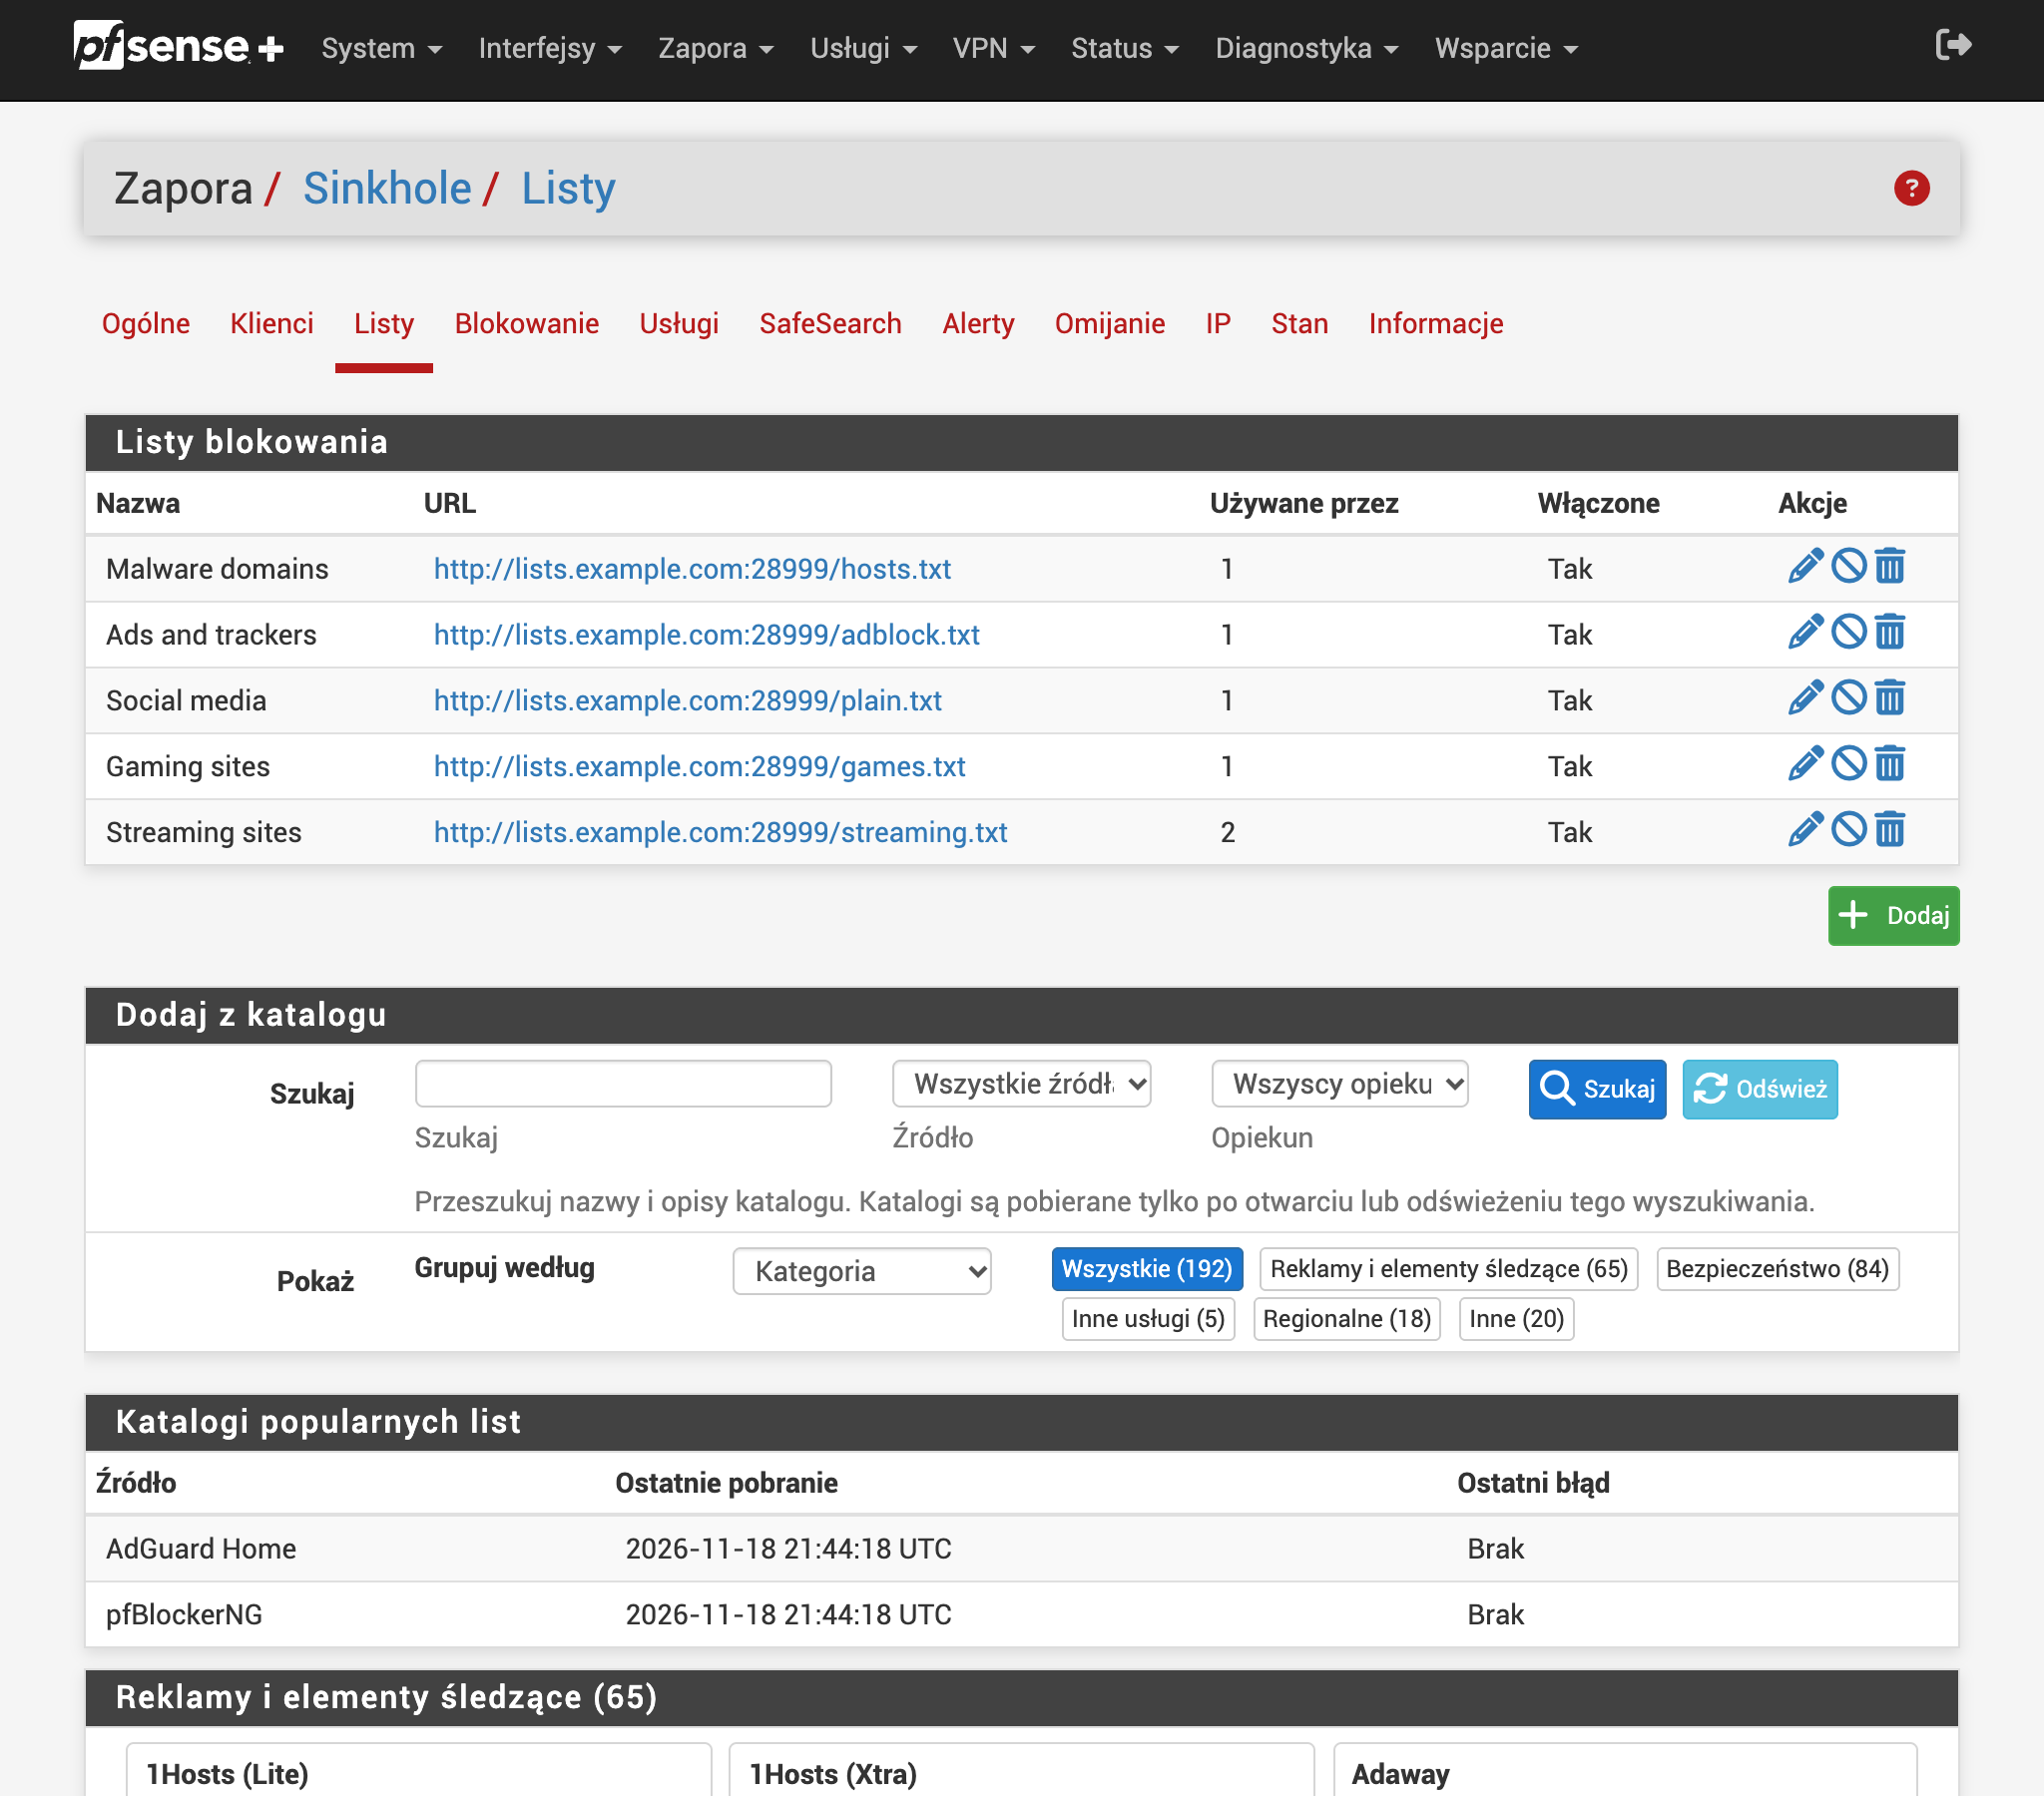 pfsense+ System Interfejsy Zapora Usługi VPN Status Diagnostyka Wsparcie
Zapora / Sinkhole / Listy
?
Ogólne Klienci Listy Blokowanie Usługi SafeSearch Alerty Omijanie IP Stan Informacje
Listy blokowania
Nazwa URL Używane przez Włączone Akcje
Malware domains http://lists.example.com:28999/hosts.txt 1 Tak
Ads and trackers http://lists.example.com:28999/adblock.txt 1 Tak
Social media http://lists.example.com:28999/plain.txt 1 Tak
Gaming sites http://lists.example.com:28999/games.txt 1 Tak
Streaming sites http://lists.example.com:28999/streaming.txt 2 Tak
Dodaj
Dodaj z katalogu
Szukaj Wszystkie źródł Wszyscy opieku Szukaj Odśwież
Szukaj Źródło Opiekun
Przeszukuj nazwy i opisy katalogu. Katalogi są pobierane tylko po otwarciu lub odświeżeniu tego wyszukiwania.
Pokaż Grupuj według Kategoria Wszystkie (192) Reklamy i elementy śledzące (65) Bezpieczeństwo (84)
Inne usługi (5) Regionalne (18) Inne (20)
Katalogi popularnych list
Źródło Ostatnie pobranie Ostatni błąd
AdGuard Home 2026-11-18 21:44:18 UTC Brak
pfBlockerNG 2026-11-18 21:44:18 UTC Brak
Reklamy i elementy śledzące (65)
1Hosts (Lite) 1Hosts (Xtra) Adaway